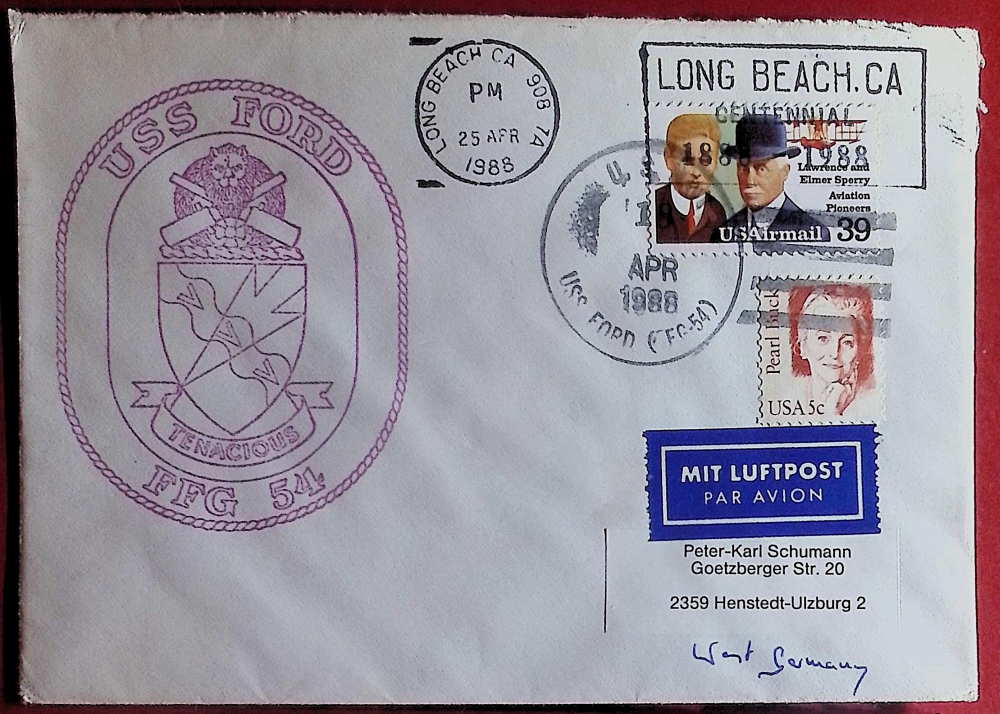 USS FORD
TENACIOUS
FFG 54
LONG BEACH CA 908
PM
25 APR
1988
7A
LONG BEACH.CA
CENTENNIAL
1888 1988
Lawrence and
Elmer Sperry
Aviation
Pioneers
USAirmail 39
U.S.
19
APR
1988
USS FORD (FFG-54)
Pearl Buck
USA 5c
MIT LUFTPOST
PAR AVION
Peter-Karl Schumann
Goetzberger Str. 20
2359 Henstedt-Ulzburg 2
West Germany